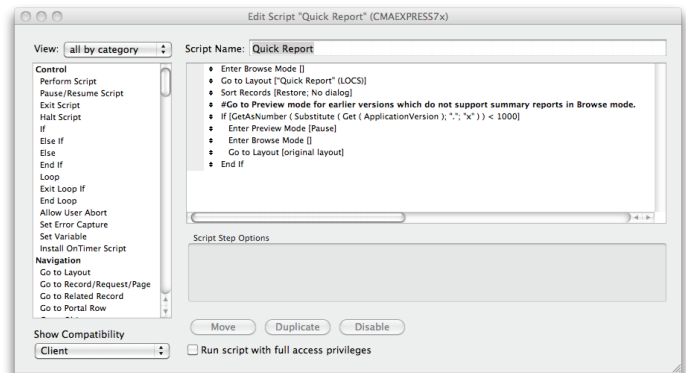 Edit Script "Quick Report" (CMAEXPRESS7x)
View: all by category
Script Name: Quick Report
Control
Perform Script
Pause/Resume Script
Exit Script
Halt Script
If
Else If
Else
End If
Loop
Exit Loop If
End Loop
Allow User Abort
Set Error Capture
Set Variable
Install OnTimer Script
Navigation
Go to Layout
Go to Record/Request/Page
Go to Related Record
Go to Portal Row
Enter Browse Mode []
Go to Layout ["Quick Report" (LOCS)]
Sort Records [Restore; No dialog]
#Go to Preview mode for earlier versions which do not support summary reports in Browse mode.
If [GetAsNumber ( Substitute ( Get ( ApplicationVersion ); "."; "x" ) ) < 1000]
Enter Preview Mode [Pause]
Enter Browse Mode []
Go to Layout [original layout]
End If
Script Step Options
Move Duplicate Disable
Show Compatibility
Client
Run script with full access privileges